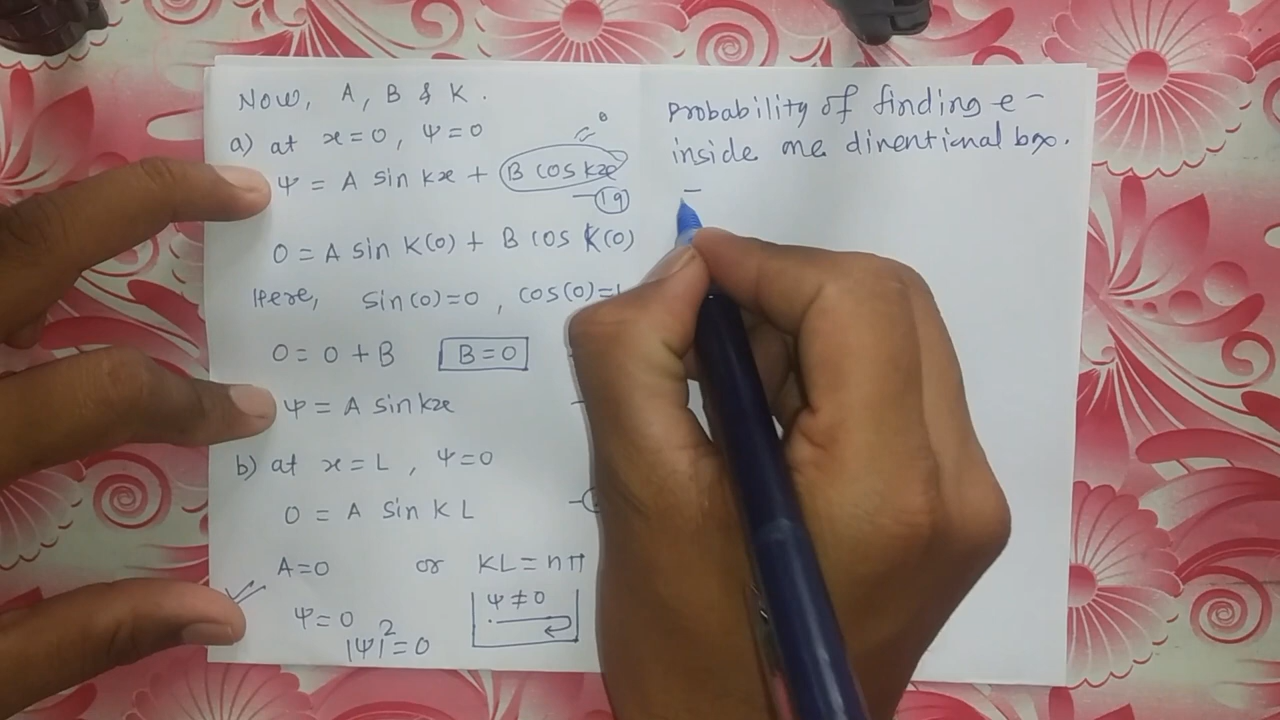 Now, A, B & K.
a) at x=0, ψ=0
ψ = A sin kx + B cos kx
0
— (19)
0 = A sin K(0) + B cos K(0)
Here, sin(0)=0, cos(0)=1
0 = 0 + B B=0
ψ = A sin kx
b) at x=L, ψ=0
0 = A sin K L
A=0 or KL = nπ
ψ=0 ψ≠0
|ψ|²=0
Probability of finding e-
inside one dimentional box.